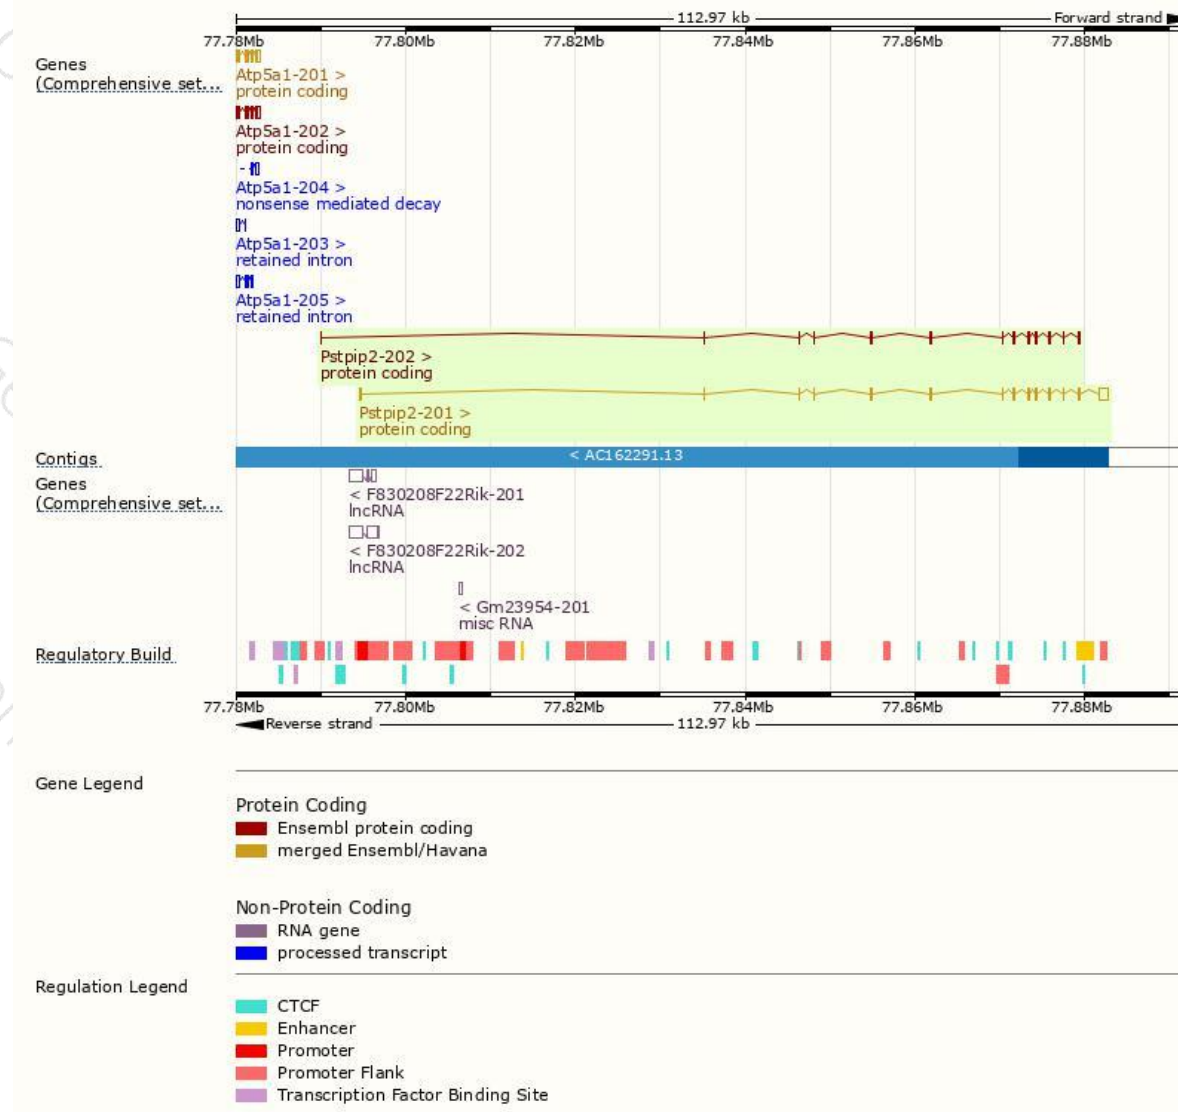 112.97 kb Forward strand
77.78Mb 77.80Mb 77.82Mb 77.84Mb 77.86Mb 77.88Mb
Genes
(Comprehensive set...
Atp5a1-201 >
protein coding
Atp5a1-202 >
protein coding
Atp5a1-204 >
nonsense mediated decay
Atp5a1-203 >
retained intron
Atp5a1-205 >
retained intron
Pstpip2-202 >
protein coding
Pstpip2-201 >
protein coding
Contigs < AC162291.13
Genes
(Comprehensive set...
< F830208F22Rik-201
lncRNA
< F830208F22Rik-202
lncRNA
< Gm23954-201
misc RNA
Regulatory Build
77.78Mb 77.80Mb 77.82Mb 77.84Mb 77.86Mb 77.88Mb
Reverse strand 112.97 kb
Gene Legend
Protein Coding
Ensembl protein coding
merged Ensembl/Havana
Non-Protein Coding
RNA gene
processed transcript
Regulation Legend
CTCF
Enhancer
Promoter
Promoter Flank
Transcription Factor Binding Site